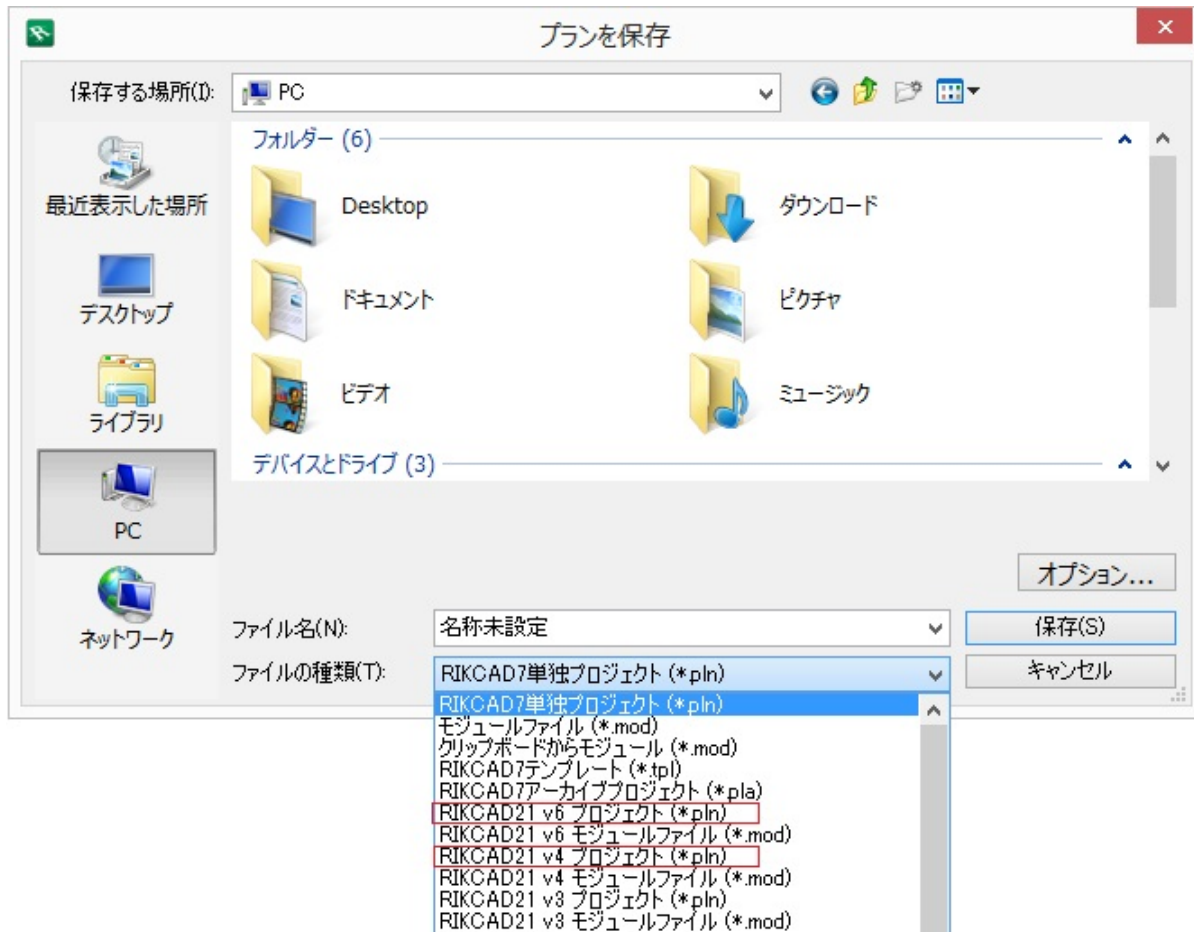 プランを保存
保存する場所(I):
PC
最近表示した場所
デスクトップ
ライブラリ
PC
ネットワーク
フォルダー (6)
Desktop
ダウンロード
ドキュメント
ピクチャ
ビデオ
ミュージック
デバイスとドライブ (3)
オプション...
ファイル名(N):
名称未設定
保存(S)
ファイルの種類(T):
RIKCAD7単独プロジェクト (*.pln)
キャンセル
RIKCAD7単独プロジェクト (*.pln)
モジュールファイル (*.mod)
クリップボードからモジュール (*.mod)
RIKCAD7テンプレート (*.tpl)
RIKCAD7アーカイブプロジェクト (*.pla)
RIKCAD21 v6 プロジェクト (*.pln)
RIKCAD21 v6 モジュールファイル (*.mod)
RIKCAD21 v4 プロジェクト (*.pln)
RIKCAD21 v4 モジュールファイル (*.mod)
RIKCAD21 v3 プロジェクト (*.pln)
RIKCAD21 v3 モジュールファイル (*.mod)